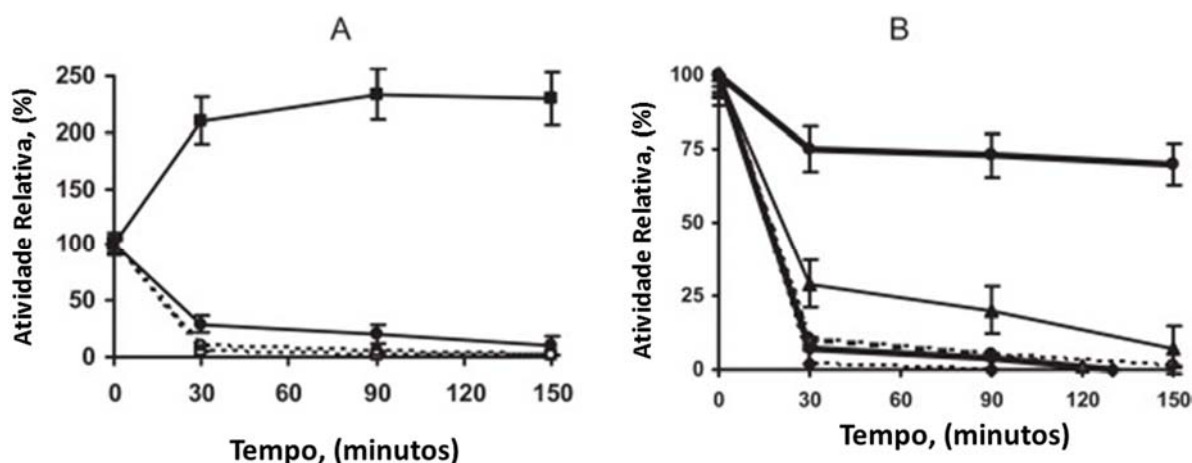 A
Atividade Relativa, (%)
250
200
150
100
50
0
0 30 60 90 120 150
Tempo, (minutos)
B
Atividade Relativa, (%)
100
75
50
25
0
0 30 60 90 120 150
Tempo, (minutos)